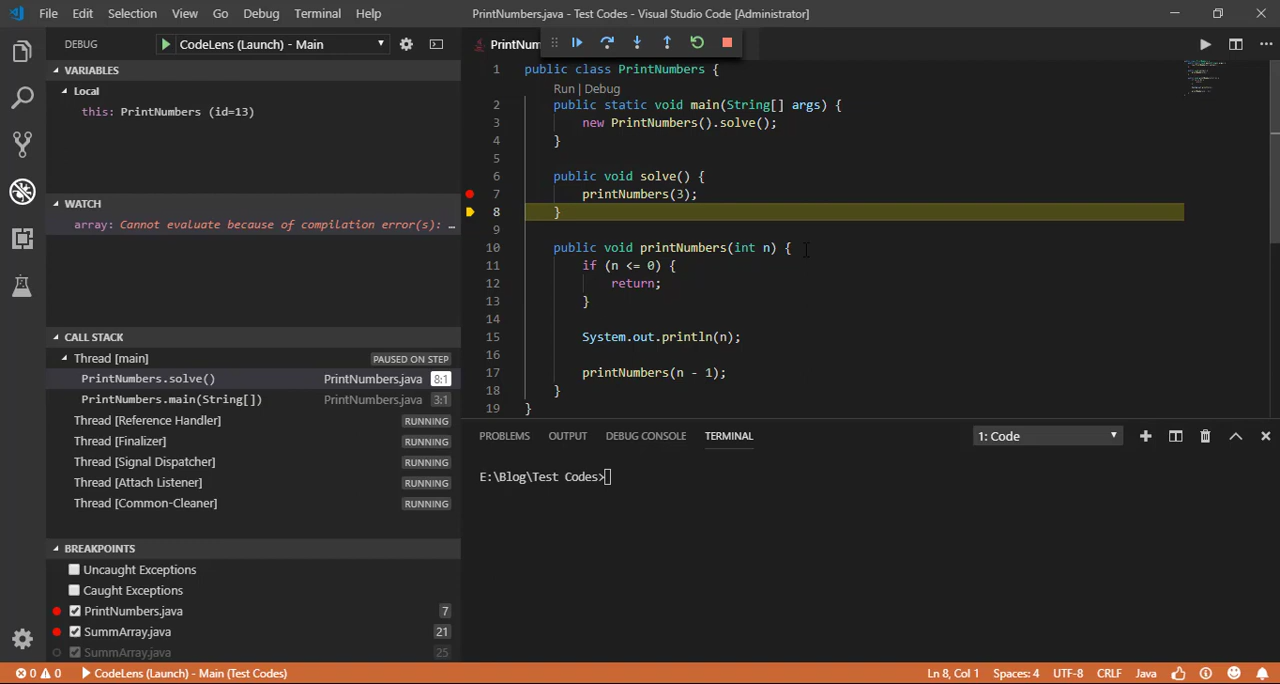 File Edit Selection View Go Debug Terminal Help PrintNumbers.java - Test Codes - Visual Studio Code [Administrator]
DEBUG CodeLens (Launch) - Main
VARIABLES
Local
this: PrintNumbers (id=13)
WATCH
array: Cannot evaluate because of compilation error(s): …
CALL STACK
Thread [main] PAUSED ON STEP
PrintNumbers.solve() PrintNumbers.java 8:1
PrintNumbers.main(String[]) PrintNumbers.java 3:1
Thread [Reference Handler] RUNNING
Thread [Finalizer] RUNNING
Thread [Signal Dispatcher] RUNNING
Thread [Attach Listener] RUNNING
Thread [Common-Cleaner] RUNNING
BREAKPOINTS
Uncaught Exceptions
Caught Exceptions
PrintNumbers.java 7
SummArray.java 21
SummArray.java 25
PrintNum
1 public class PrintNumbers {
Run | Debug
2 public static void main(String[] args) {
3 new PrintNumbers().solve();
4 }
5
6 public void solve() {
7 printNumbers(3);
8 }
9
10 public void printNumbers(int n) {
11 if (n <= 0) {
12 return;
13 }
14
15 System.out.println(n);
16
17 printNumbers(n - 1);
18 }
19 }
PROBLEMS OUTPUT DEBUG CONSOLE TERMINAL 1: Code
E:\Blog\Test Codes>
0 0 CodeLens (Launch) - Main (Test Codes) Ln 8, Col 1 Spaces: 4 UTF-8 CRLF Java